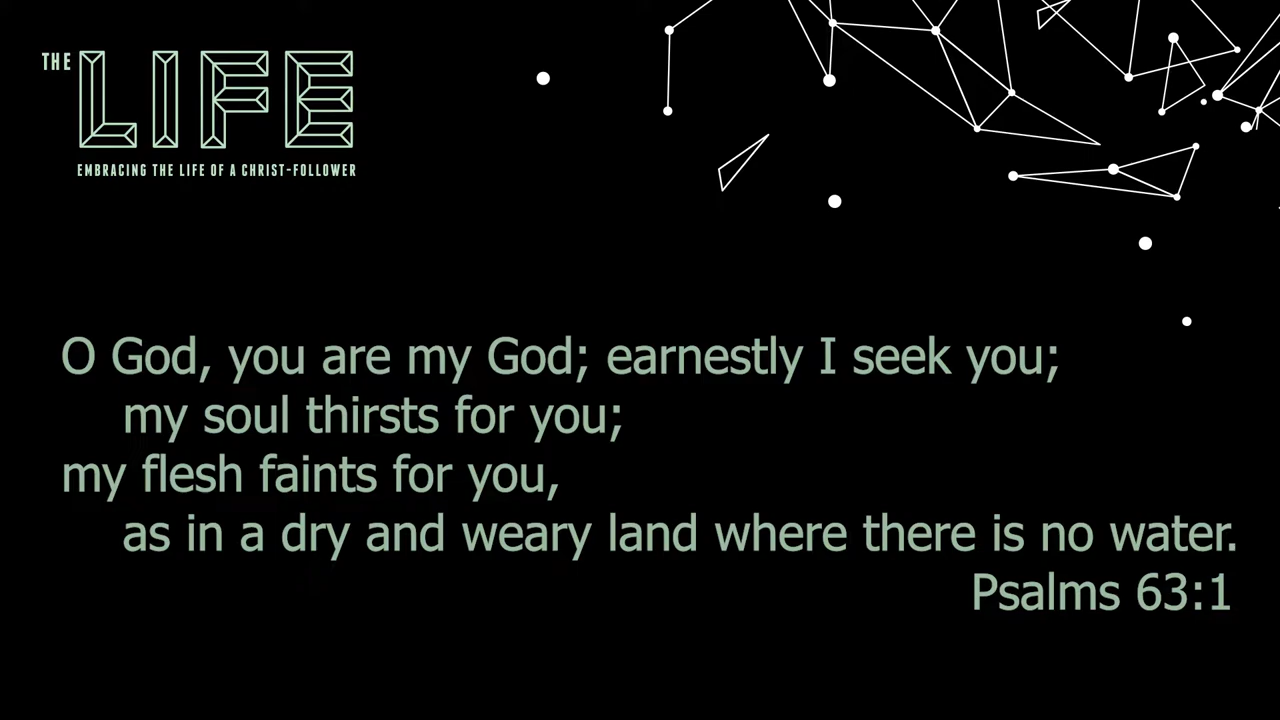 THE LIFE
EMBRACING THE LIFE OF A CHRIST-FOLLOWER
O God, you are my God; earnestly I seek you;
my soul thirsts for you;
my flesh faints for you,
as in a dry and weary land where there is no water.
Psalms 63:1